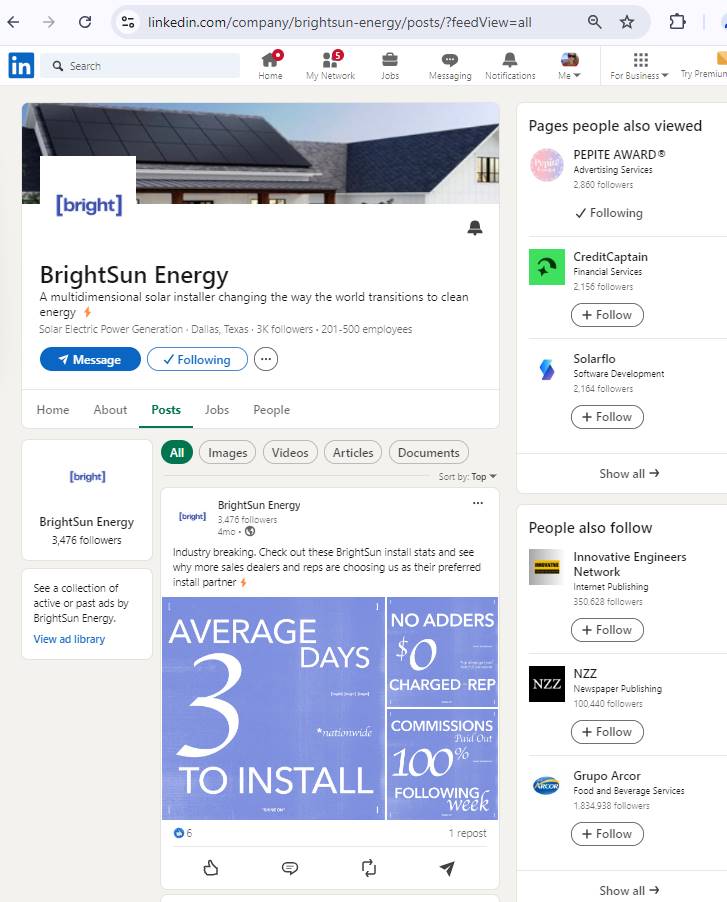 linkedin.com/company/brightsun-energy/posts/?feedView=all
in
Search
Home
My Network
5
Jobs
Messaging
Notifications
Me
For Business
Try Premium
[bright]
BrightSun Energy
A multidimensional solar installer changing the way the world transitions to clean
energy
Solar Electric Power Generation · Dallas, Texas · 3K followers · 201-500 employees
Message
Following
Home
About
Posts
Jobs
People
[bright]
BrightSun Energy
3,476 followers
See a collection of
active or past ads by
BrightSun Energy.
View ad library
All
Images
Videos
Articles
Documents
Sort by: Top
[bright]
BrightSun Energy
3,476 followers
4mo •
Industry breaking. Check out these BrightSun install stats and see
why more sales dealers and reps are choosing us as their preferred
install partner
AVERAGE
DAYS
3
*nationwide
TO INSTALL
NO ADDERS
$0
CHARGED REP
COMMISSIONS
Paid Out
100%
FOLLOWING
week
6
1 repost
Pages people also viewed
PEPITE AWARD®
Advertising Services
2,860 followers
Following
CreditCaptain
Financial Services
2,156 followers
+ Follow
Solarflo
Software Development
2,164 followers
+ Follow
Show all
People also follow
INNOVATIVE
Innovative Engineers
Network
Internet Publishing
350,628 followers
+ Follow
NZZ
NZZ
Newspaper Publishing
100,440 followers
+ Follow
ARCOR
Grupo Arcor
Food and Beverage Services
1,834,938 followers
+ Follow
Show all